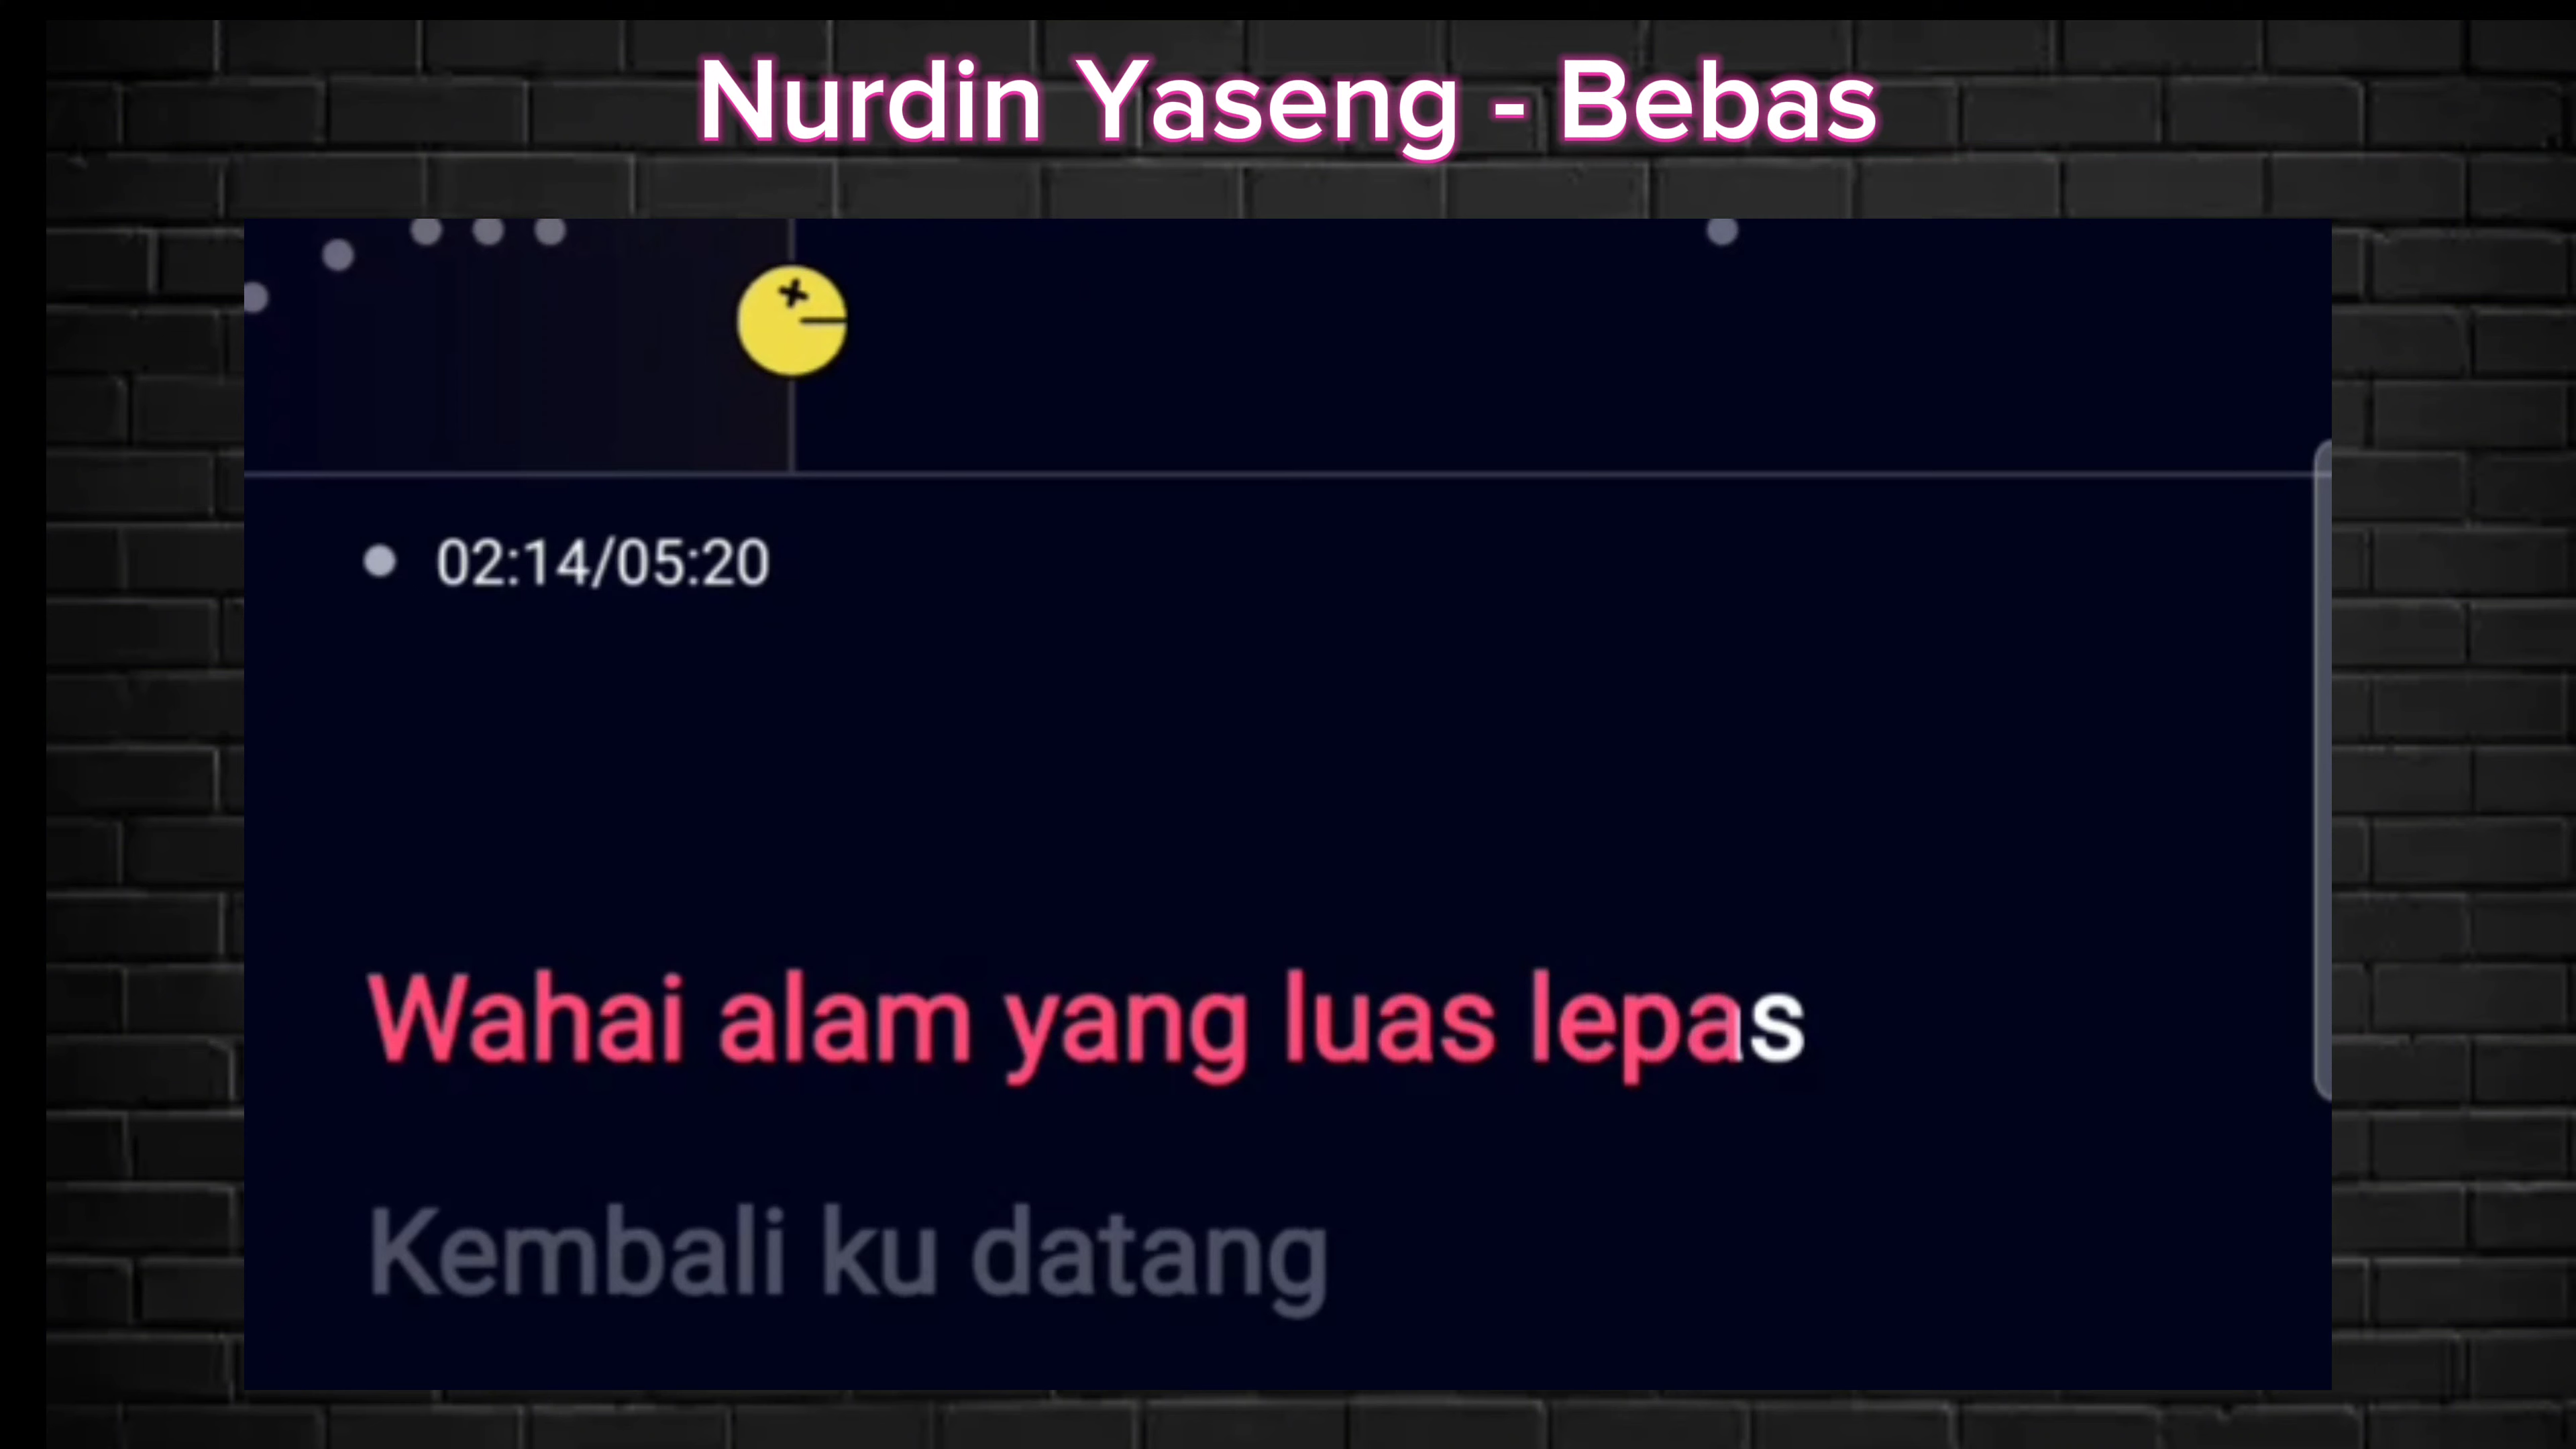 Nurdin Yaseng - Bebas
02:14/05:20
Wahai alam yang luas lepas
Kembali ku datang